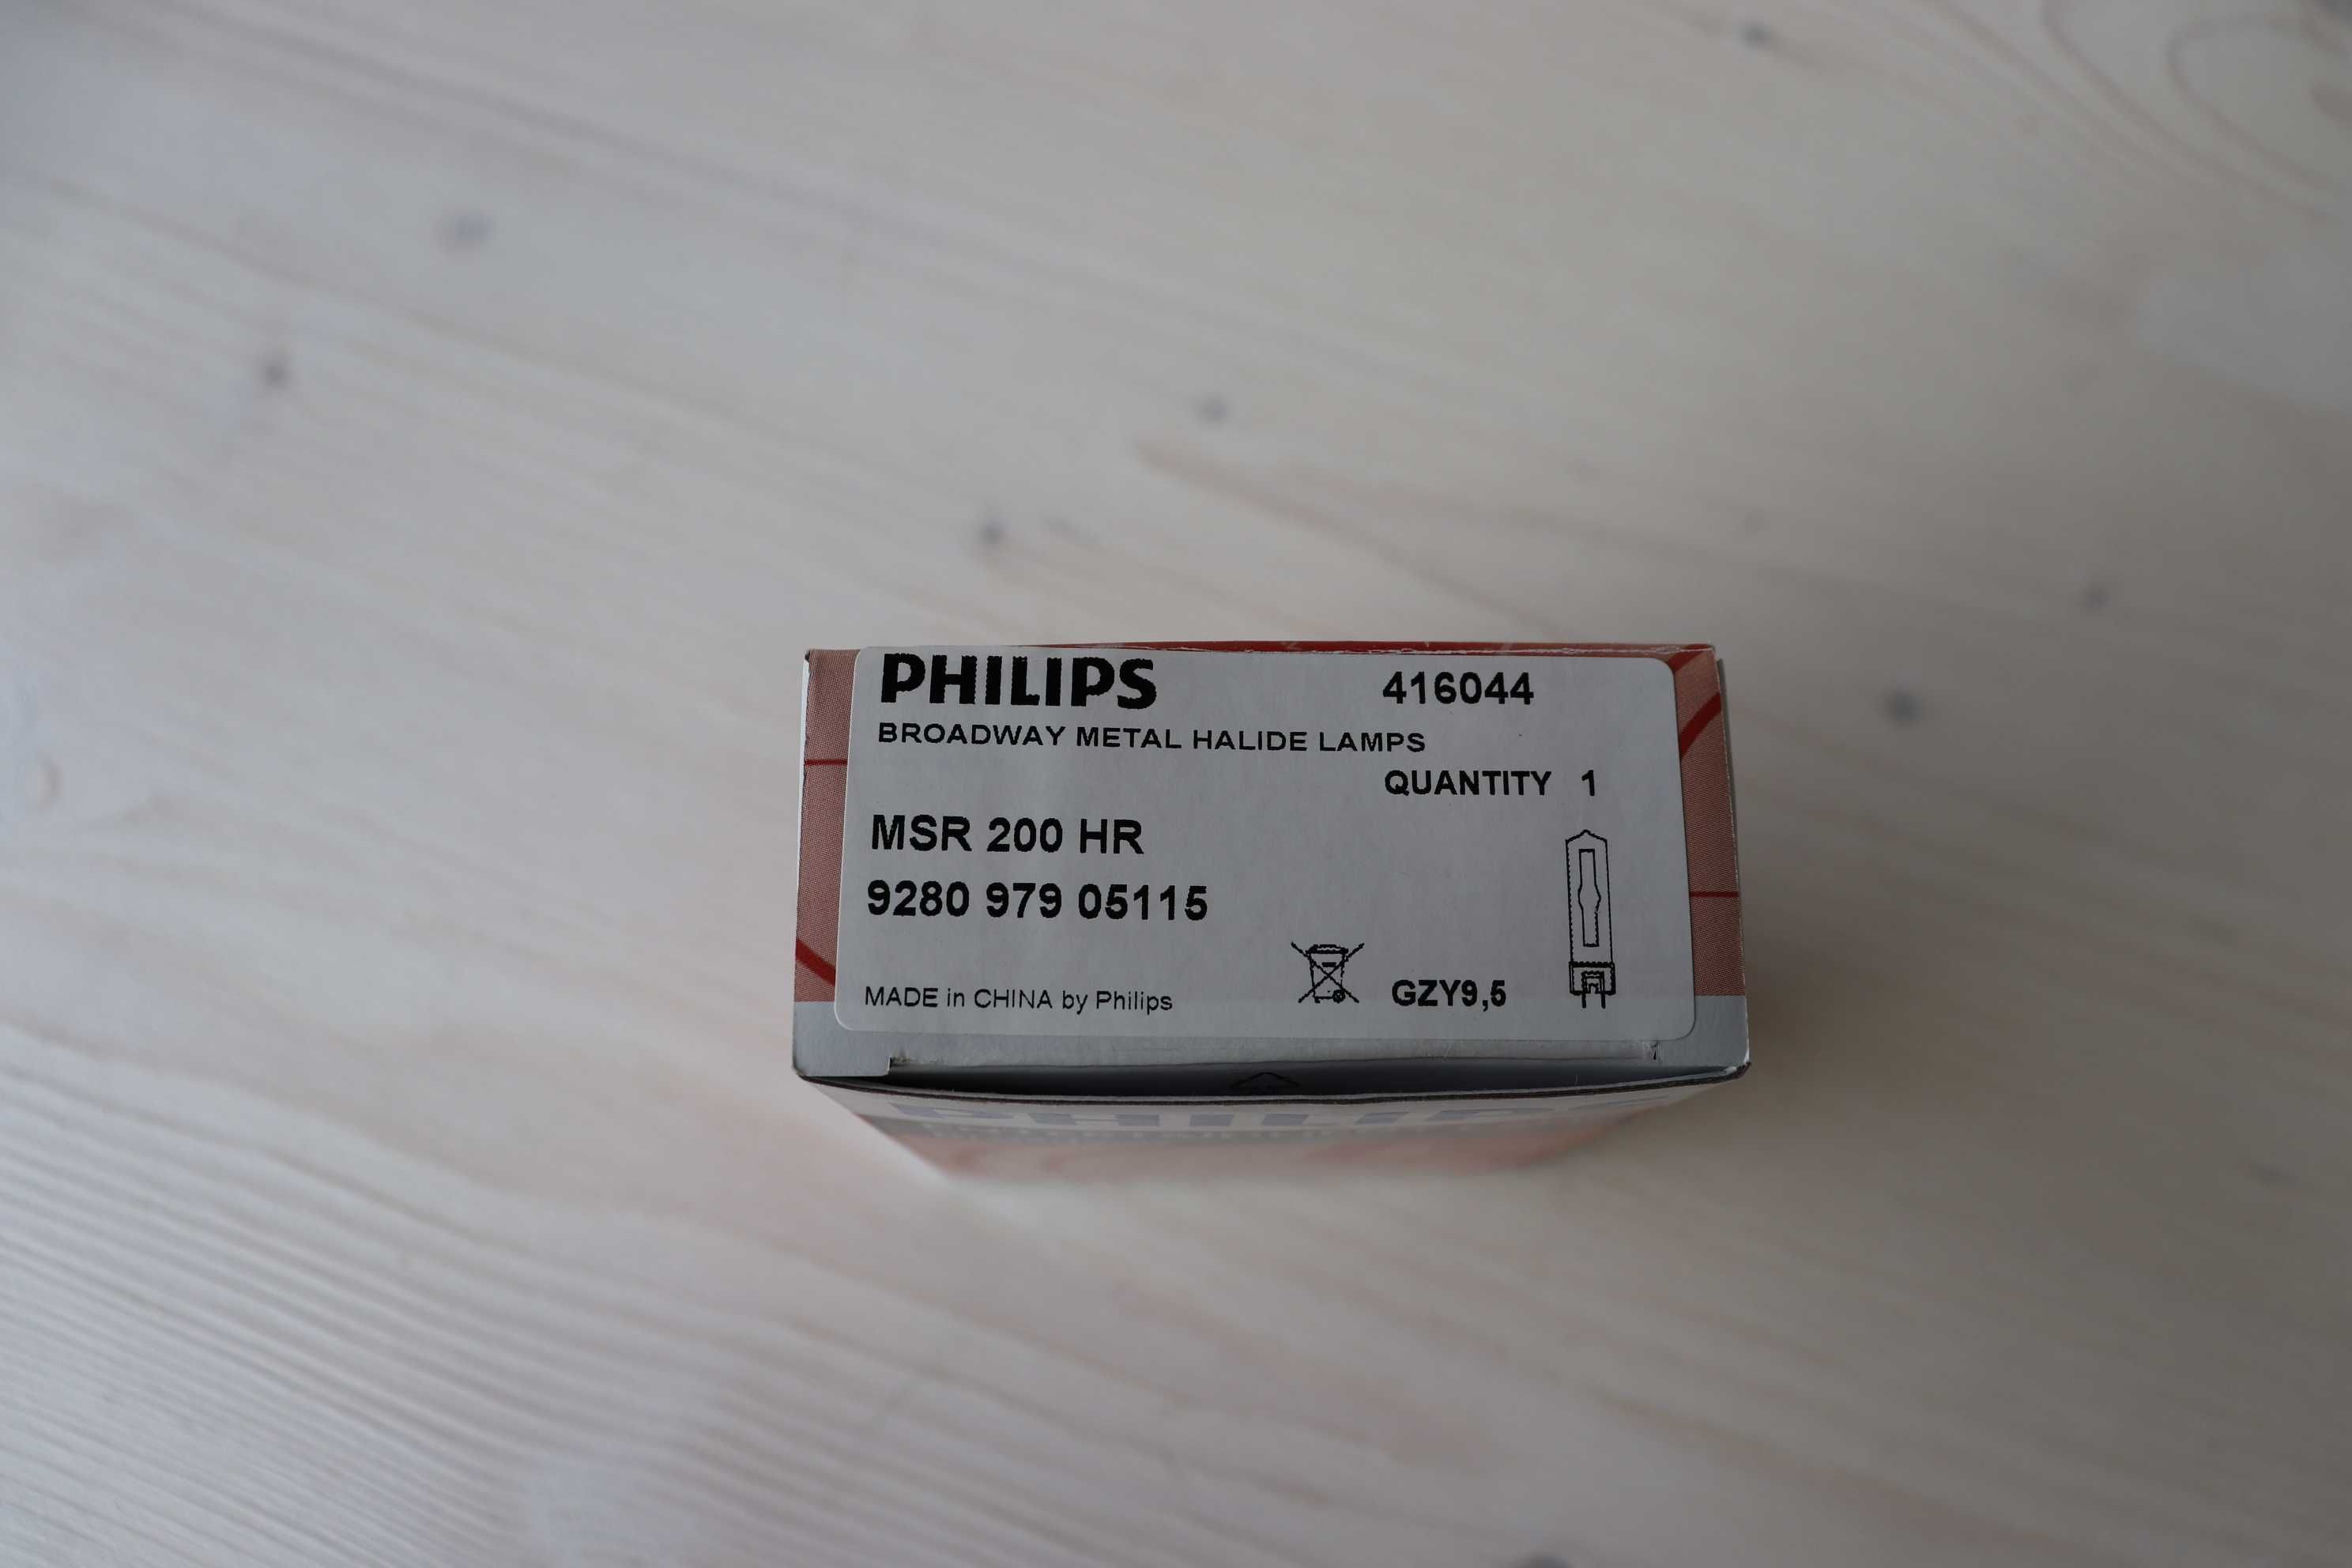 PHILIPS 416044
BROADWAY METAL HALIDE LAMPS
QUANTITY 1
MSR 200 HR
9280 979 05115
MADE in CHINA by Philips
GZY9,5
PHILIPS